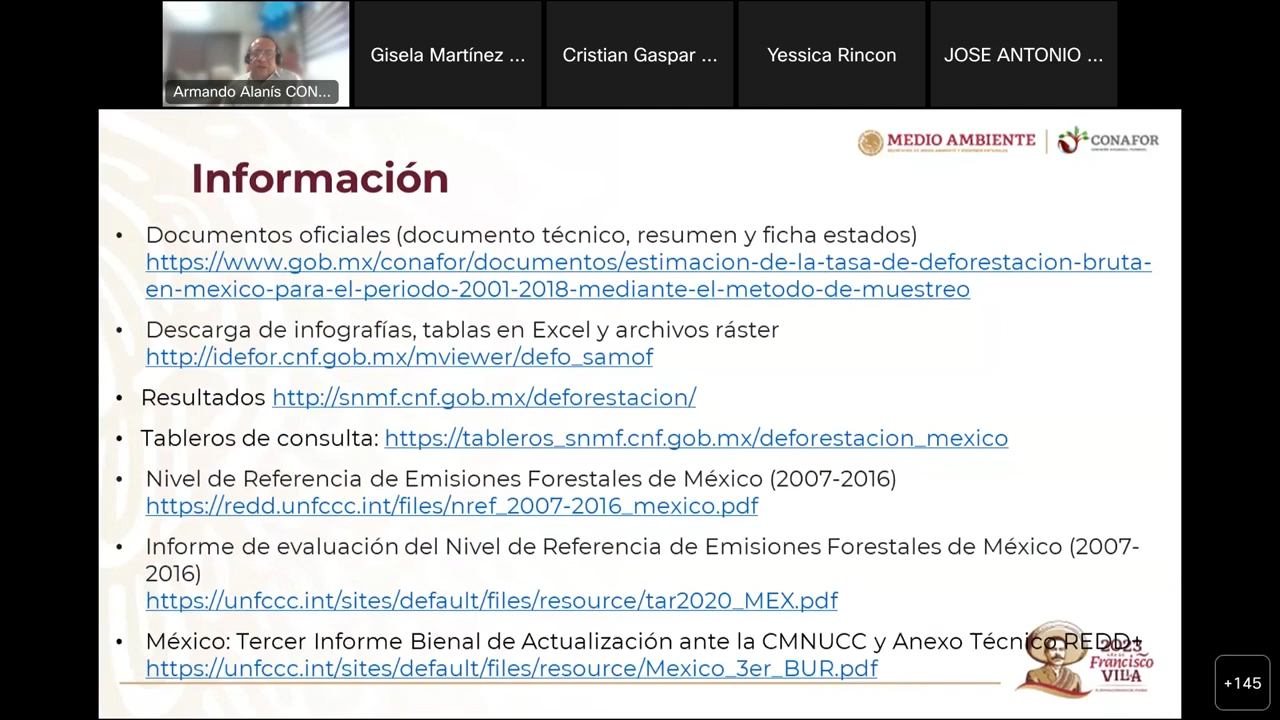 Gisela Martínez ...
Cristian Gaspar ...
Yessica Rincon
JOSE ANTONIO ...
Armando Alanís CON...
MEDIO AMBIENTE
CONAFOR
Información
• Documentos oficiales (documento técnico, resumen y ficha estados)
https://www.gob.mx/conafor/documentos/estimacion-de-la-tasa-de-deforestacion-bruta-
en-mexico-para-el-periodo-2001-2018-mediante-el-metodo-de-muestreo
• Descarga de infografías, tablas en Excel y archivos ráster
http://idefor.cnf.gob.mx/mviewer/defo_samof
• Resultados http://snmf.cnf.gob.mx/deforestacion/
• Tableros de consulta: https://tableros_snmf.cnf.gob.mx/deforestacion_mexico
• Nivel de Referencia de Emisiones Forestales de México (2007-2016)
https://redd.unfccc.int/files/nref_2007-2016_mexico.pdf
• Informe de evaluación del Nivel de Referencia de Emisiones Forestales de México (2007-
2016)
https://unfccc.int/sites/default/files/resource/tar2020_MEX.pdf
• México: Tercer Informe Bienal de Actualización ante la CMNUCC y Anexo Técnico REDD+
https://unfccc.int/sites/default/files/resource/Mexico_3er_BUR.pdf
2023
Francisco
VILLA
+145